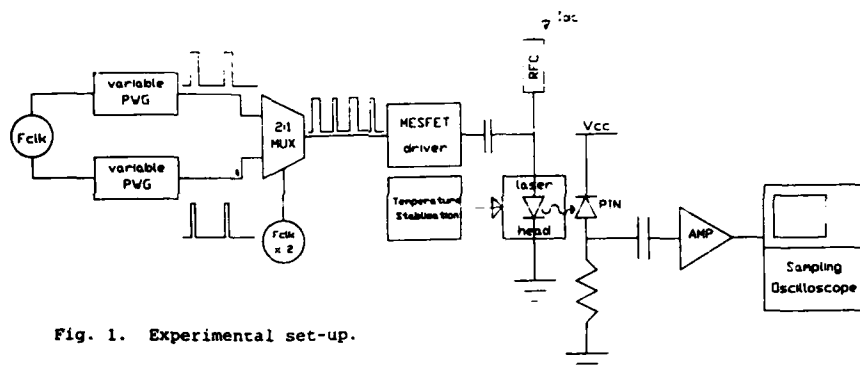 Fclk
variable
PWG
variable
PWG
2:1
MUX
Fclk
x 2
MESFET
driver
Temperature
Stabilisation
RFC
laser
head
Vcc
PIN
AMP
Sampling
Oscilloscope
Fig. 1. Experimental set-up.